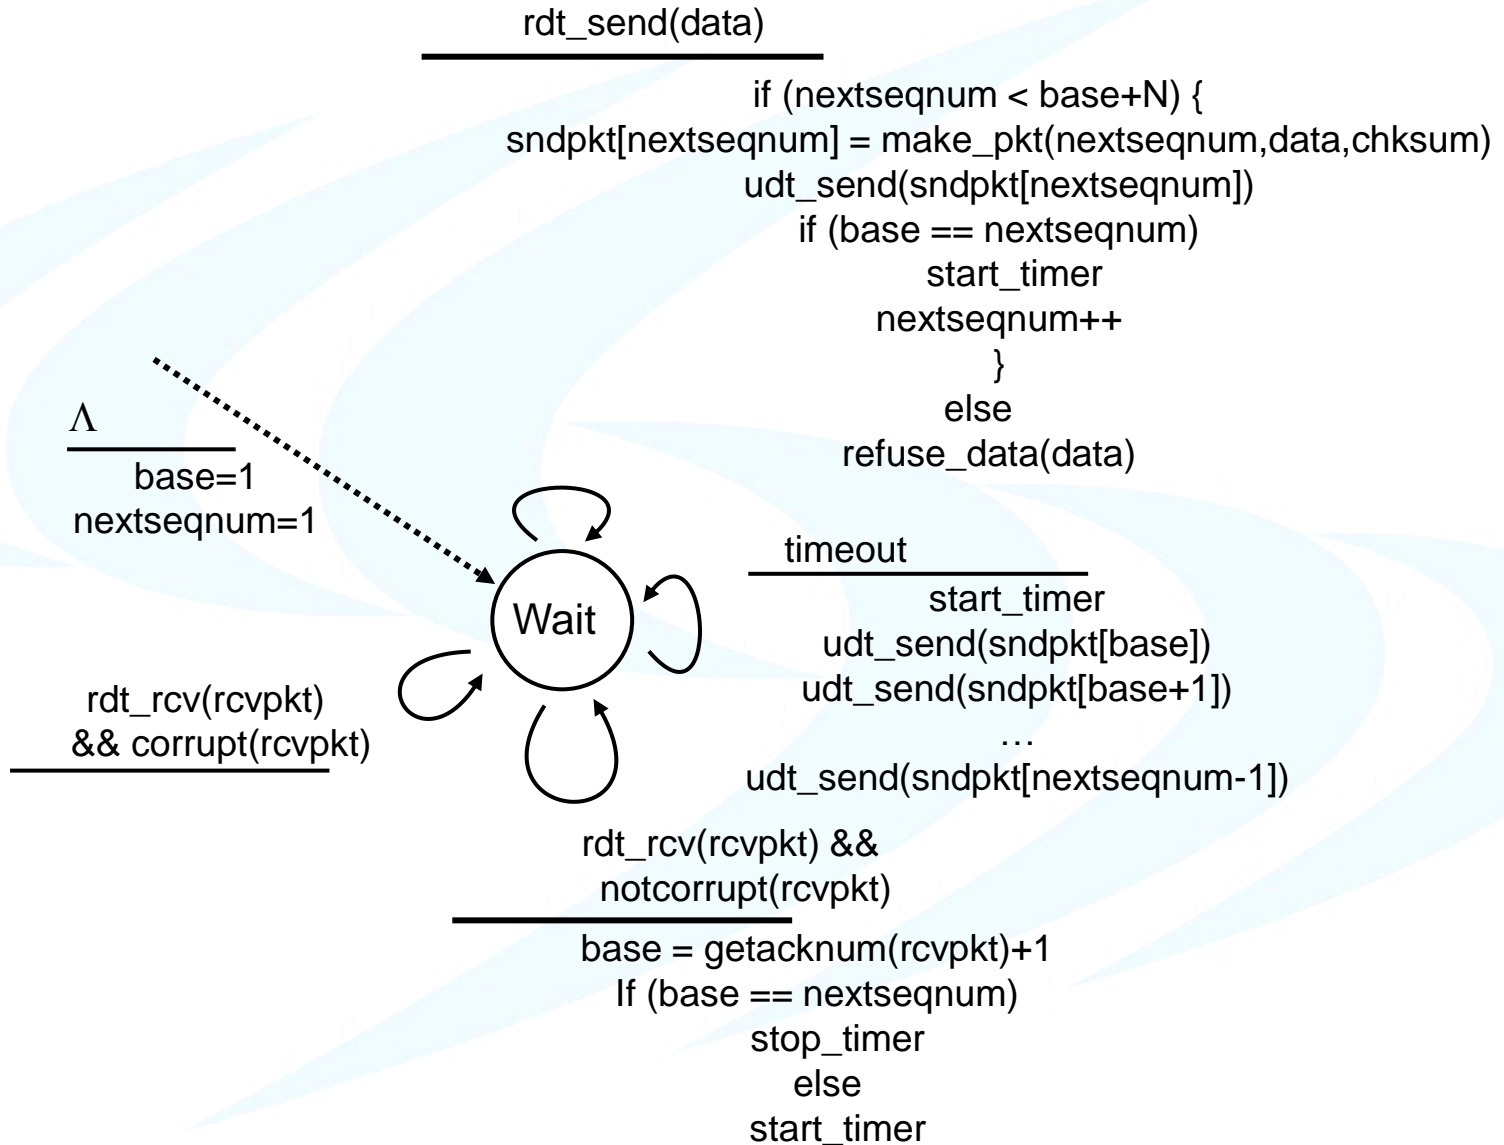 rdt_send(data)
if (nextseqnum < base+N) {
sndpkt[nextseqnum] = make_pkt(nextseqnum,data,chksum)
udt_send(sndpkt[nextseqnum])
if (base == nextseqnum)
start_timer
nextseqnum++
}
else
refuse_data(data)
Λ
base=1
nextseqnum=1
Wait
timeout
start_timer
udt_send(sndpkt[base])
udt_send(sndpkt[base+1])
…
udt_send(sndpkt[nextseqnum-1])
rdt_rcv(rcvpkt)
&& corrupt(rcvpkt)
rdt_rcv(rcvpkt) &&
notcorrupt(rcvpkt)
base = getacknum(rcvpkt)+1
If (base == nextseqnum)
stop_timer
else
start_timer